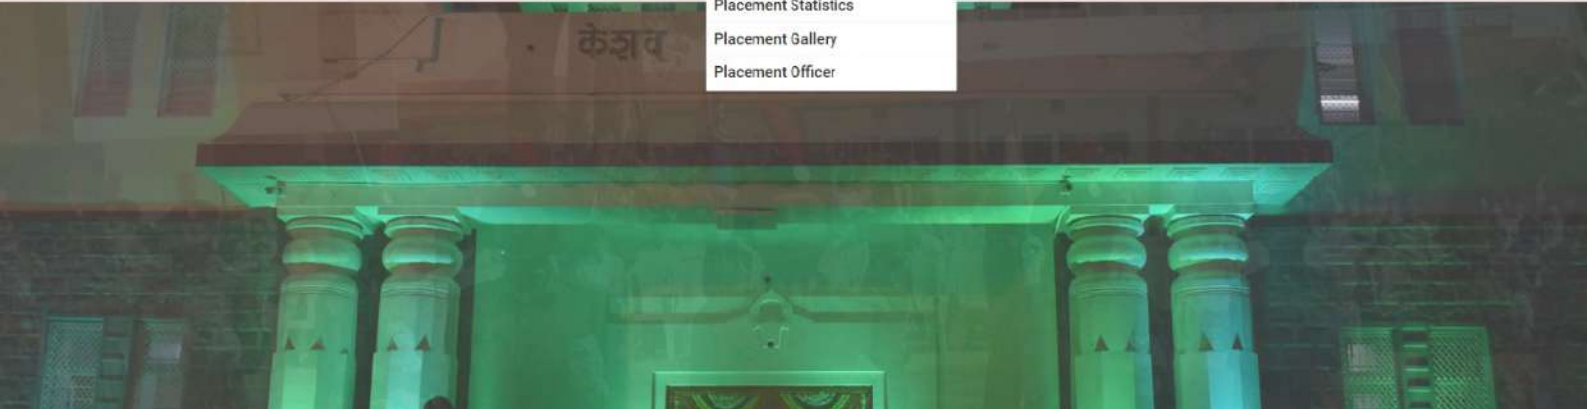 Placement Statistics
केशव
Placement Gallery
Placement Officer